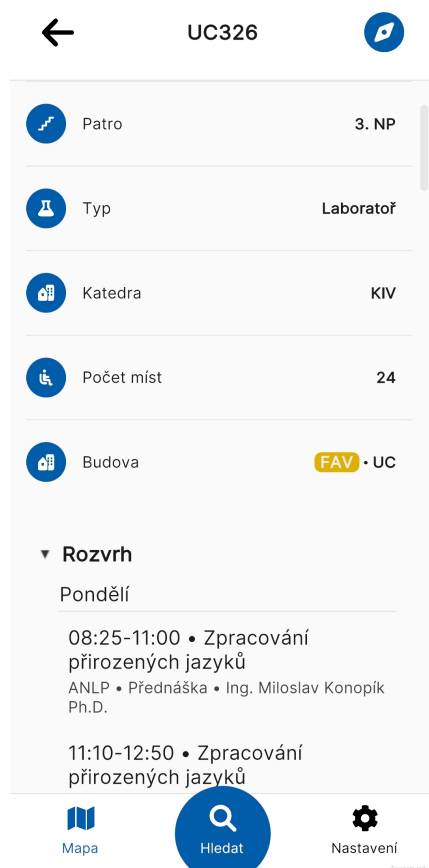 UC326
Patro 3. NP
Typ Laboratoř
Katedra KIV
Počet míst 24
Budova FAV • UC
▼ Rozvrh
Pondělí
08:25-11:00 • Zpracování
přirozených jazyků
ANLP • Přednáška • Ing. Miloslav Konopík
Ph.D.
11:10-12:50 • Zpracování
přirozených jazyků
Mapa Hledat Nastavení